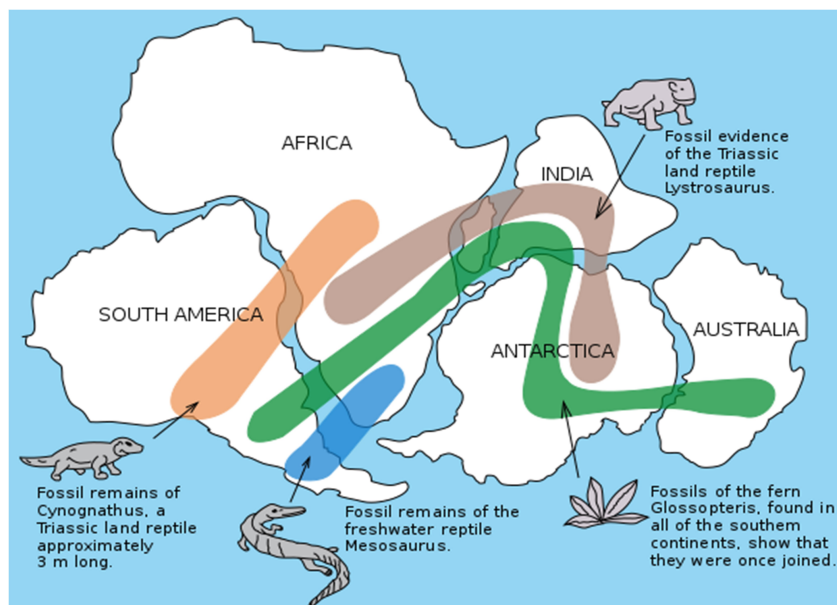 AFRICA
INDIA
Fossil evidence
of the Triassic
land reptile
Lystrosaurus.
SOUTH AMERICA
ANTARCTICA
AUSTRALIA
Fossil remains of
Cynognathus, a
Triassic land reptile
approximately
3 m long.
Fossil remains of the
freshwater reptile
Mesosaurus.
Fossils of the fern
Glossopteris, found in
all of the southern
continents, show that
they were once joined.